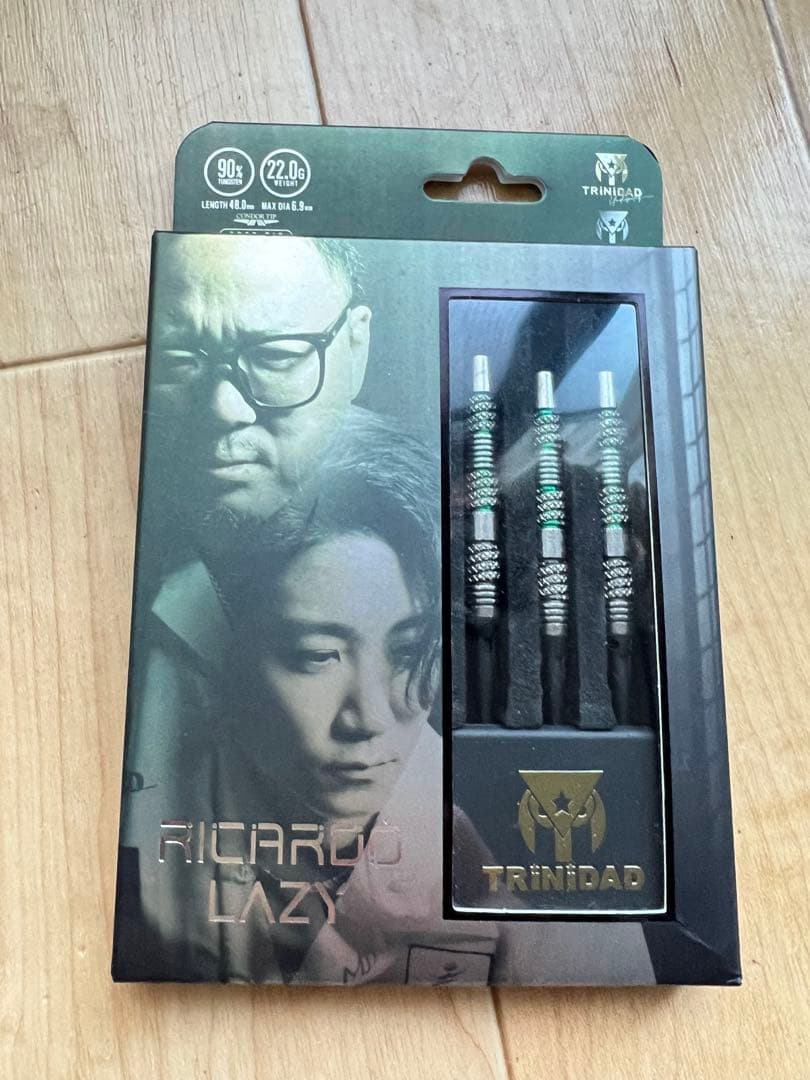 90%
TUNGSTEN
22.0G
WEIGHT
LENGTH 48.0mm MAX DIA 6.9mm
CONDOR TIP
TRiNiDAD
RICARDO
LAZY
TRiNiDAD